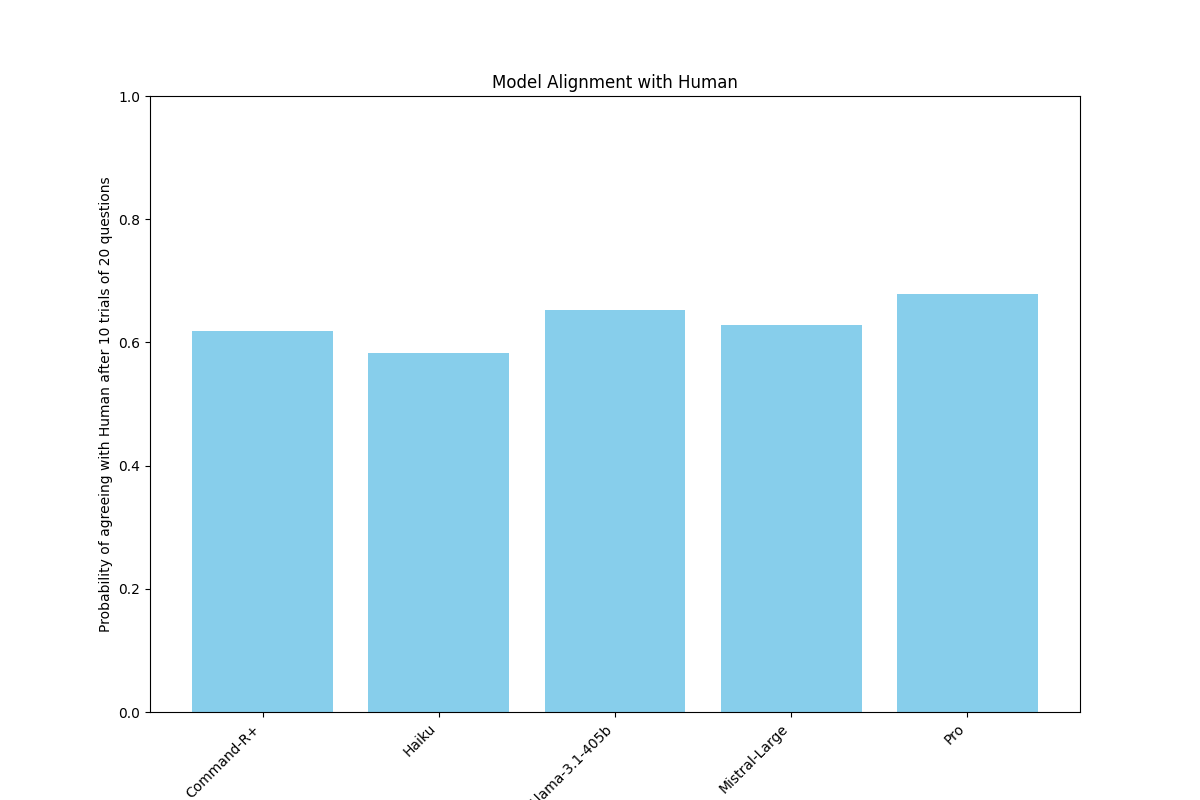 Model Alignment with Human
Probability of agreeing with Human after 10 trials of 20 questions
1.0
0.8
0.6
0.4
0.2
0.0
Command-R+
Haiku
lama-3.1-405b
Mistral-Large
Pro